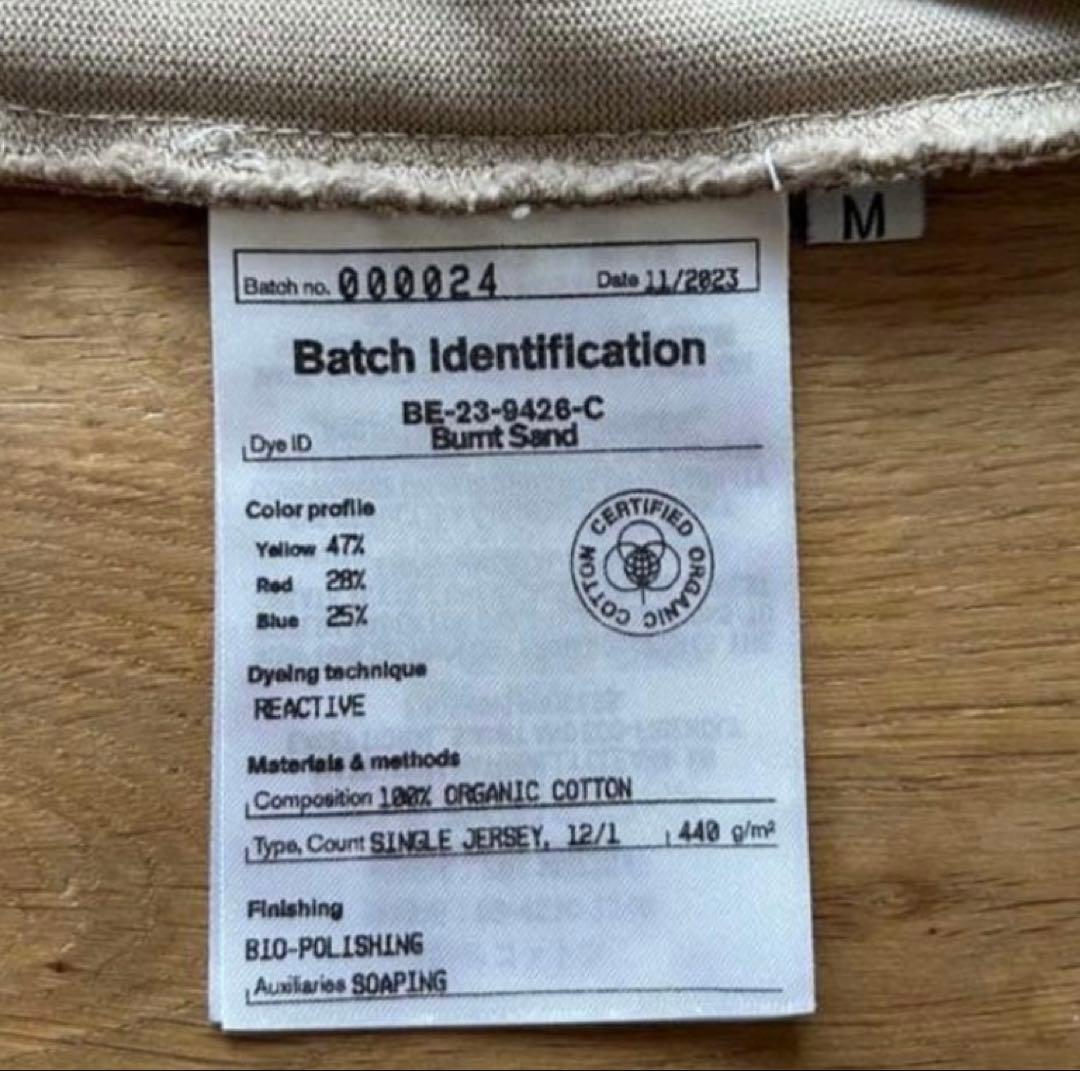 M
Batch no. 000024 Date 11/2023
Batch Identification
BE-23-9426-C
Dye ID Burnt Sand
Color profile
Yellow 47%
Red 28%
Blue 25%
CERTIFIED ORGANIC COTTON
Dyeing technique
REACTIVE
Materials & methods
Composition 100% ORGANIC COTTON
Type, Count SINGLE JERSEY, 12/1 440 g/m²
Finishing
BIO-POLISHING
Auxiliaries SOAPING